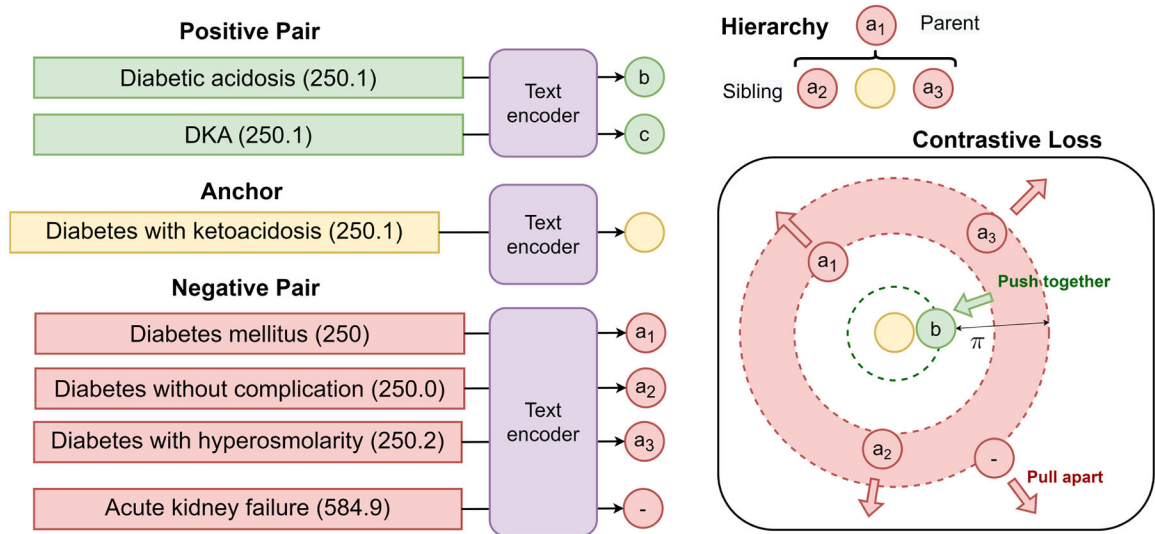 Positive Pair
Diabetic acidosis (250.1)
DKA (250.1)
Text
encoder
b
c
Anchor
Diabetes with ketoacidosis (250.1)
Text
encoder
Negative Pair
Diabetes mellitus (250)
Diabetes without complication (250.0)
Diabetes with hyperosmolarity (250.2)
Acute kidney failure (584.9)
Text
encoder
a₁
a₂
a₃
-
Hierarchy
a₁
Parent
Sibling
a₂
a₃
Contrastive Loss
a₃
a₁
Push together
b
π
a₂
-
Pull apart